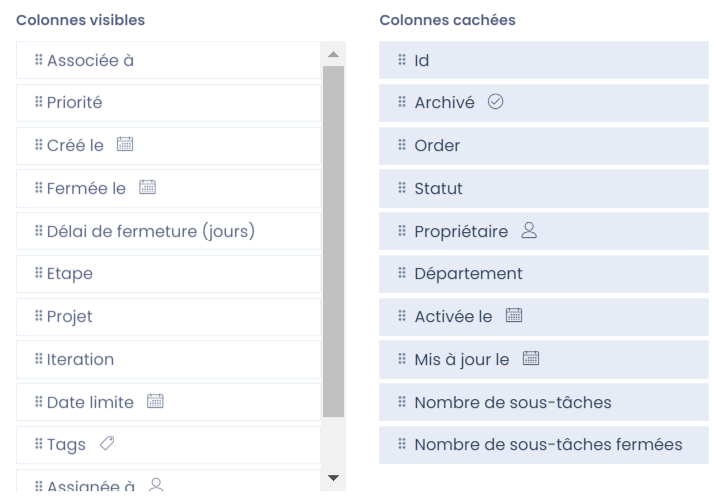 Colonnes visibles
Associée à
Priorité
Créé le
Fermée le
Délai de fermeture (jours)
Etape
Projet
Iteration
Date limite
Tags
Assignée à
Colonnes cachées
Id
Archivé
Order
Statut
Propriétaire
Département
Activée le
Mis à jour le
Nombre de sous-tâches
Nombre de sous-tâches fermées